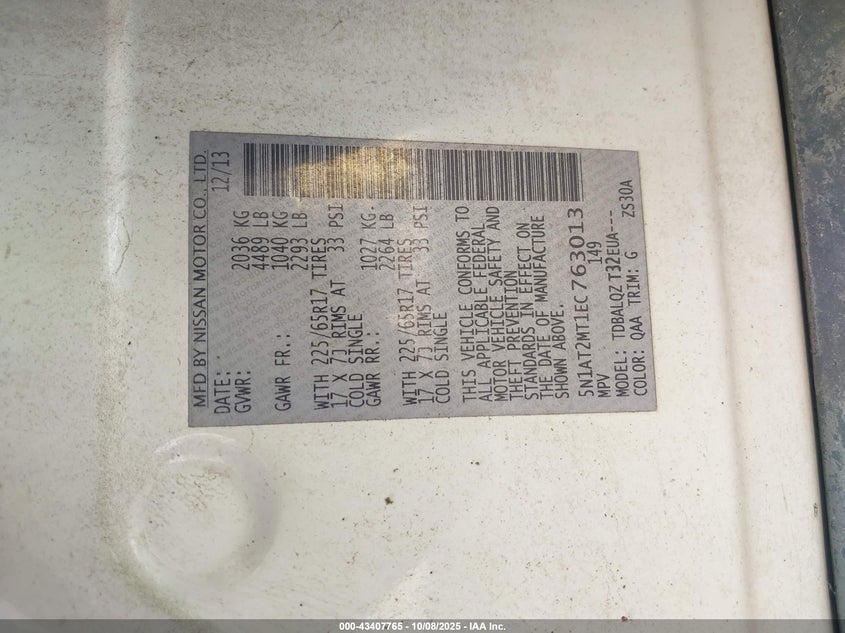 MFD BY NISSAN MOTOR CO., LTD.
DATE: 12/13
GVWR: 2036 KG
4489 LB
GAWR FR.: 1040 KG
2293 LB
WITH 225/65R17 TIRES
17 X 7J RIMS AT 33 PSI
COLD SINGLE
GAWR RR.: 1027 KG.
2264 LB
WITH 225/65R17 TIRES
17 X 7J RIMS AT 33 PSI
COLD SINGLE
THIS VEHICLE CONFORMS TO
ALL APPLICABLE FEDERAL
MOTOR VEHICLE SAFETY AND
THEFT PREVENTION
STANDARDS IN EFFECT ON
THE DATE OF MANUFACTURE
SHOWN ABOVE.
5N1AT2MT1EC763013
MPV 149
MODEL: TDBALQZ T32EUA---
COLOR: QAA TRIM: G ZS30A
000-43407765 - 10/08/2025 - IAA Inc.